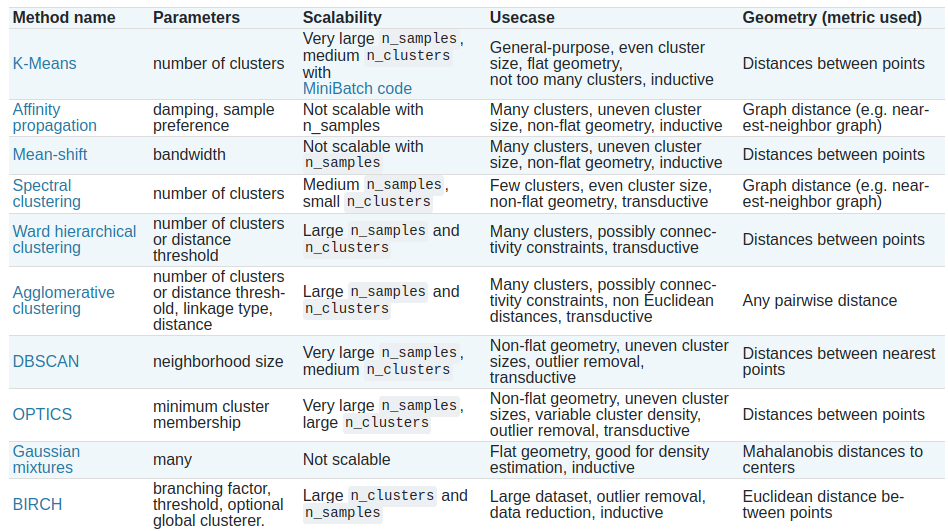 Method name Parameters Scalability Usecase Geometry (metric used)
K-Means
number of clusters
Very large n_samples,
medium n_clusters
with
MiniBatch code
General-purpose, even cluster
size, flat geometry,
not too many clusters, inductive
Distances between points
Affinity
propagation
damping, sample
preference
Not scalable with
n_samples
Many clusters, uneven cluster
size, non-flat geometry, inductive
Graph distance (e.g. near-
est-neighbor graph)
Mean-shift
bandwidth
Not scalable with
n_samples
Many clusters, uneven cluster
size, non-flat geometry, inductive
Distances between points
Spectral
clustering
number of clusters
Medium n_samples,
small n_clusters
Few clusters, even cluster size,
non-flat geometry, transductive
Graph distance (e.g. near-
est-neighbor graph)
Ward hierarchical
clustering
number of clusters
or distance
threshold
Large n_samples and
n_clusters
Many clusters, possibly connec-
tivity constraints, transductive
Distances between points
Agglomerative
clustering
number of clusters
or distance thresh-
old, linkage type,
distance
Large n_samples and
n_clusters
Many clusters, possibly connec-
tivity constraints, non Euclidean
distances, transductive
Any pairwise distance
DBSCAN
neighborhood size
Very large n_samples,
medium n_clusters
Non-flat geometry, uneven cluster
sizes, outlier removal,
transductive
Distances between nearest
points
OPTICS
minimum cluster
membership
Very large n_samples,
large n_clusters
Non-flat geometry, uneven cluster
sizes, variable cluster density,
outlier removal, transductive
Distances between points
Gaussian
mixtures
many
Not scalable
Flat geometry, good for density
estimation, inductive
Mahalanobis distances to
centers
BIRCH
branching factor,
threshold, optional
global clusterer.
Large n_clusters and
n_samples
Large dataset, outlier removal,
data reduction, inductive
Euclidean distance be-
tween points